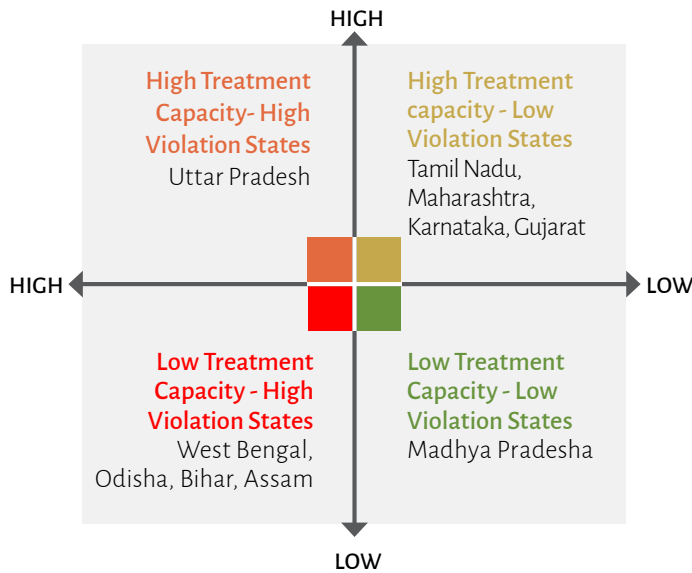 HIGH
High Treatment
Capacity- High
Violation States
Uttar Pradesh
High Treatment
capacity - Low
Violation States
Tamil Nadu,
Maharashtra,
Karnataka, Gujarat
HIGH
LOW
Low Treatment
Capacity - High
Violation States
West Bengal,
Odisha, Bihar, Assam
Low Treatment
Capacity - Low
Violation States
Madhya Pradesha
LOW